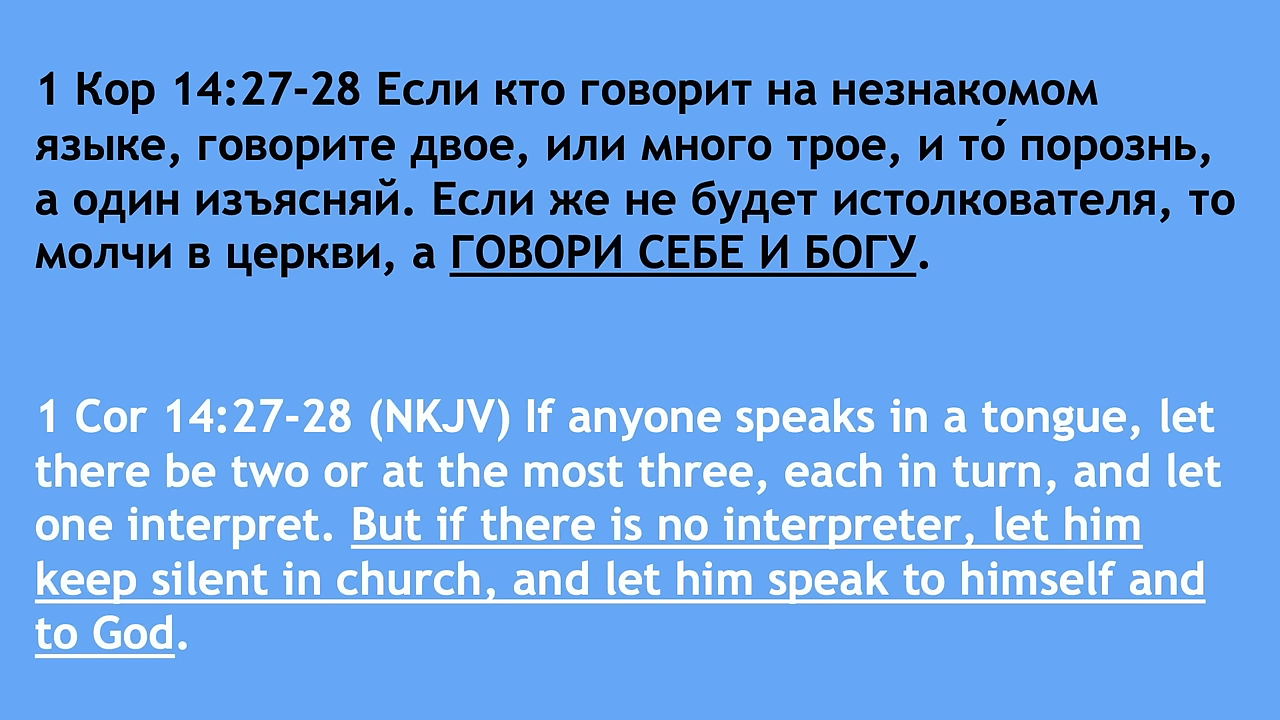 1 Кор 14:27-28 Если кто говорит на незнакомом
языке, говорите двое, или много трое, и то́ порознь,
а один изъясняй. Если же не будет истолкователя, то
молчи в церкви, а ГОВОРИ СЕБЕ И БОГУ.
1 Cor 14:27-28 (NKJV) If anyone speaks in a tongue, let
there be two or at the most three, each in turn, and let
one interpret. But if there is no interpreter, let him
keep silent in church, and let him speak to himself and
to God.